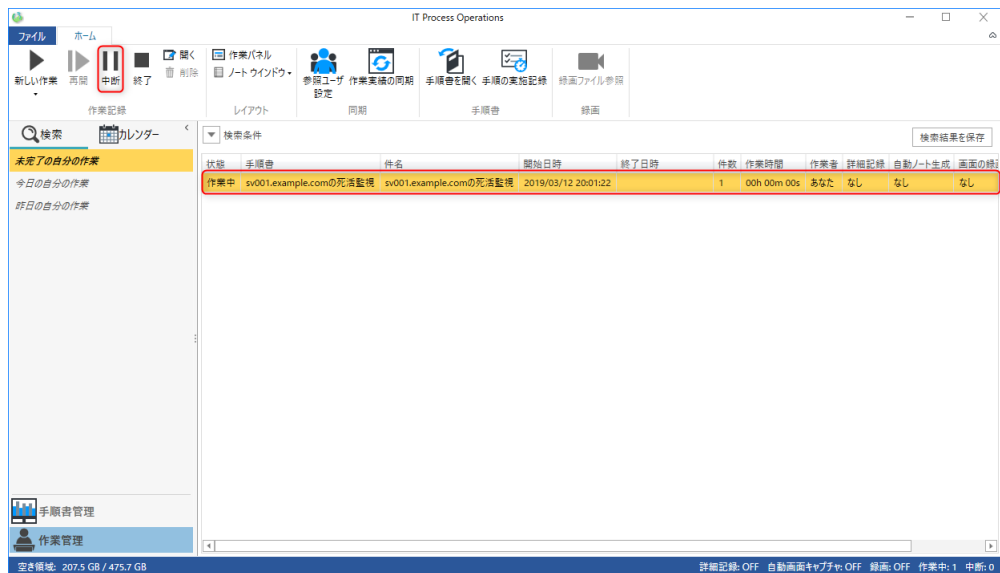 IT Process Operations
ファイル ホーム
新しい作業 再開 中断 終了 開く 削除
作業記録
作業パネル
ノート ウインドウ
レイアウト
参照ユーザ設定 作業実績の同期
同期
手順書を開く 手順の実施記録
手順書
録画ファイル参照
録画
検索 カレンダー
未完了の自分の作業
今日の自分の作業
昨日の自分の作業
手順書管理
作業管理
検索条件 検索結果を保存
状態 手順書 件名 開始日時 終了日時 件数 作業時間 作業者 詳細記録 自動ノート生成 画面の録画
作業中 sv001.example.comの死活監視 sv001.example.comの死活監視 2019/03/12 20:01:22 1 00h 00m 00s あなた なし なし なし
空き領域: 207.5 GB / 475.7 GB 詳細記録: OFF 自動画面キャプチャ: OFF 録画: OFF 作業中: 1 中断: 0